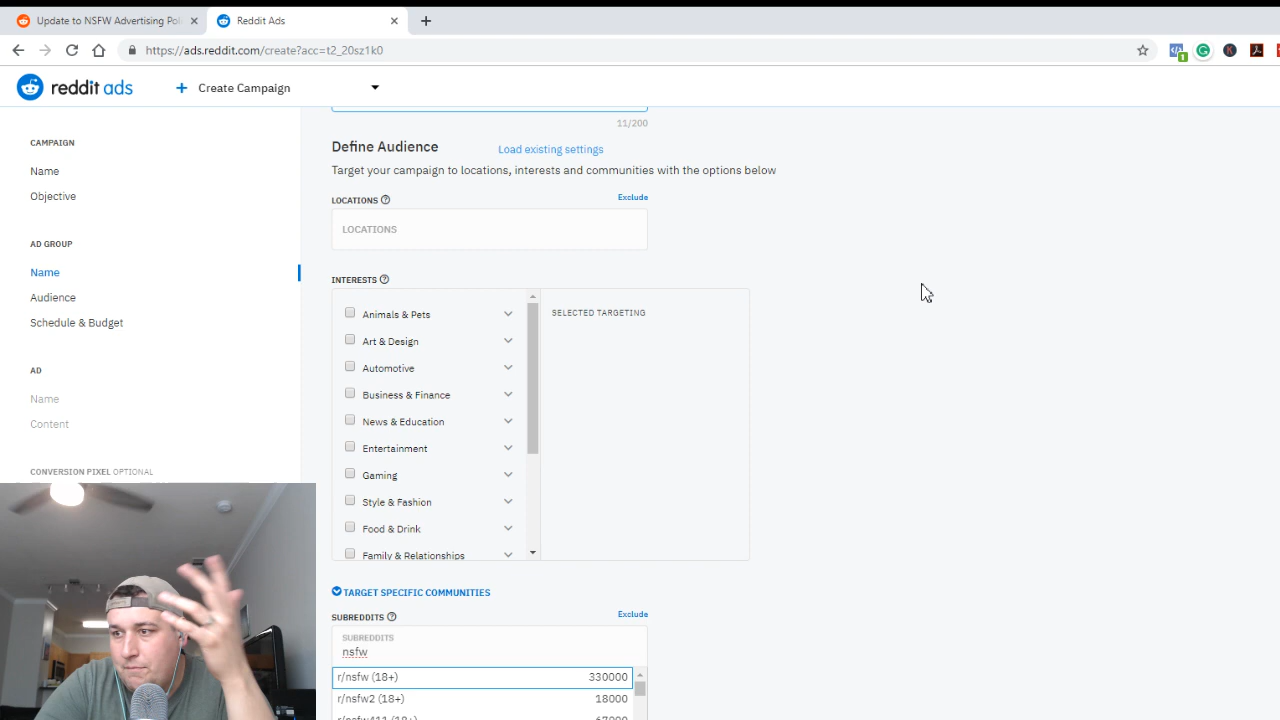 Update to NSFW Advertising Pol
Reddit Ads
https://ads.reddit.com/create?acc=t2_20sz1k0
1
K
reddit ads
+ Create Campaign
11/200
CAMPAIGN
Name
Objective
AD GROUP
Name
Audience
Schedule & Budget
AD
Name
Content
CONVERSION PIXEL OPTIONAL
Define Audience
Load existing settings
Target your campaign to locations, interests and communities with the options below
LOCATIONS ?
Exclude
LOCATIONS
INTERESTS ?
Animals & Pets
Art & Design
Automotive
Business & Finance
News & Education
Entertainment
Gaming
Style & Fashion
Food & Drink
Family & Relationships
SELECTED TARGETING
TARGET SPECIFIC COMMUNITIES
SUBREDDITS ?
Exclude
SUBREDDITS
nsfw
r/nsfw (18+) 330000
r/nsfw2 (18+) 18000
r/nsfw411 (18+) 67000